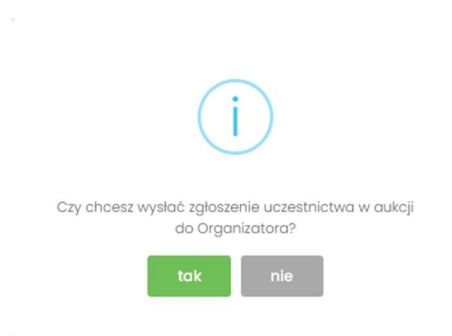 Czy chcesz wysłać zgłoszenie uczestnictwa w aukcji
do Organizatora?
tak nie